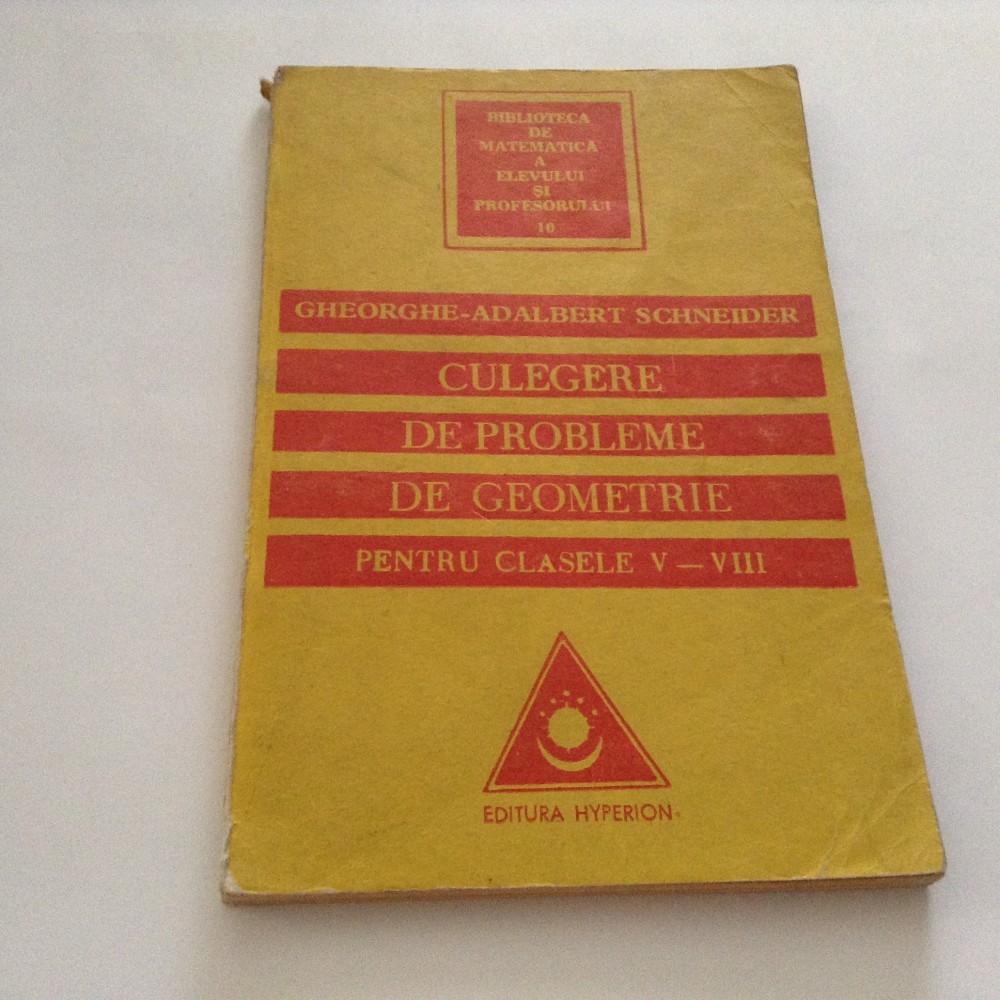 BIBLIOTECA
DE
MATEMATICĂ
A
ELEVULUI
ȘI
PROFESORULUI
10
GHEORGHE-ADALBERT SCHNEIDER
CULEGERE
DE PROBLEME
DE GEOMETRIE
PENTRU CLASELE V — VIII
EDITURA HYPERION